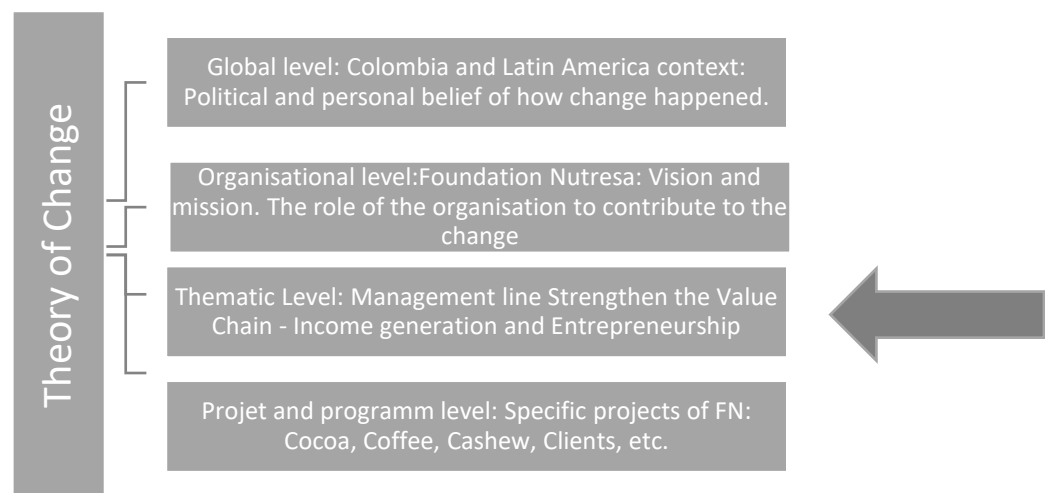 Theory of Change
Global level: Colombia and Latin America context:
Political and personal belief of how change happened.
Organisational level:Foundation Nutresa: Vision and
mission. The role of the organisation to contribute to the
change
Thematic Level: Management line Strengthen the Value
Chain - Income generation and Entrepreneurship
Projet and programm level: Specific projects of FN:
Cocoa, Coffee, Cashew, Clients, etc.